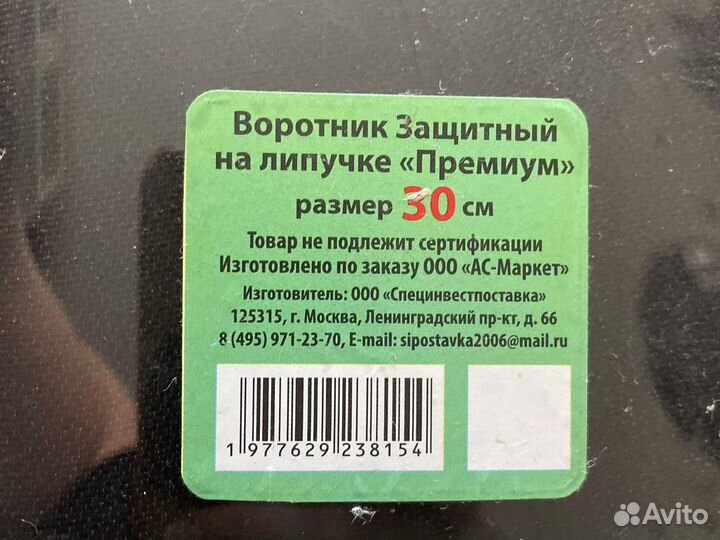 Воротник Защитный
на липучке «Премиум»
размер 30 см
Товар не подлежит сертификации
Изготовлено по заказу ООО «АС-Маркет»
Изготовитель: ООО «Специнвестпоставка»
125315, г. Москва, Ленинградский пр-кт, д. 66
8 (495) 971-23-70, E-mail: sipostavka2006@mail.ru
1 977629 238154
Avito